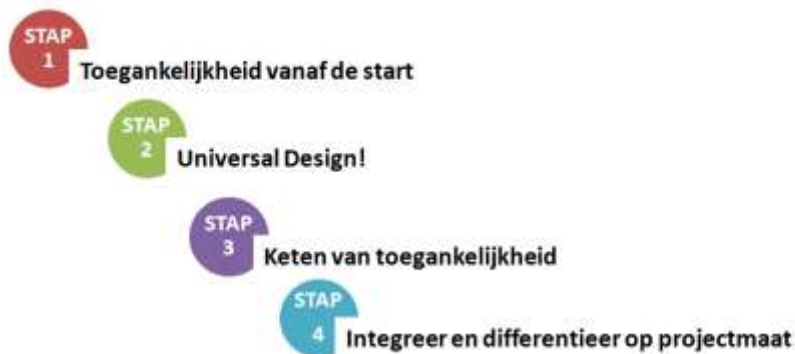 STAP
1
Toegankelijkheid vanaf de start
STAP
2
Universal Design!
STAP
3
Keten van toegankelijkheid
STAP
4
Integreer en differentieer op projectmaat